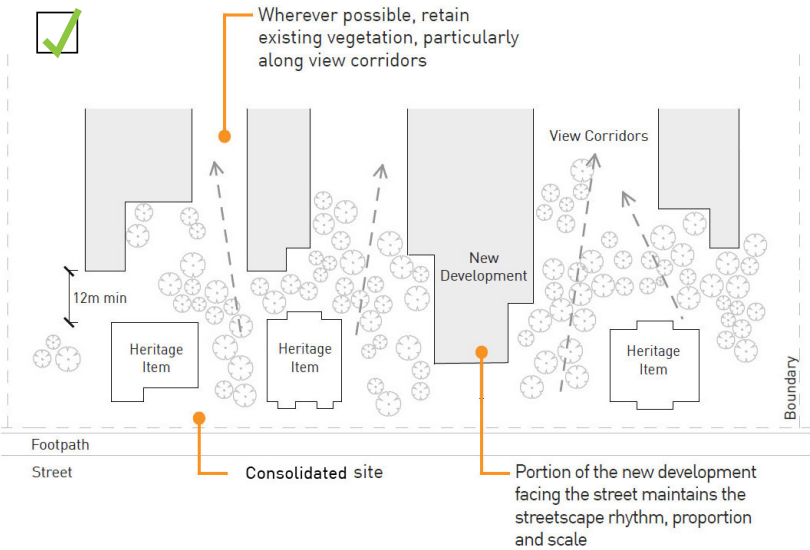 Wherever possible, retain
existing vegetation, particularly
along view corridors
View Corridors
New
Development
12m min
Heritage
Item
Heritage
Item
Heritage
Item
Boundary
Footpath
Street
Consolidated site
Portion of the new development
facing the street maintains the
streetscape rhythm, proportion
and scale